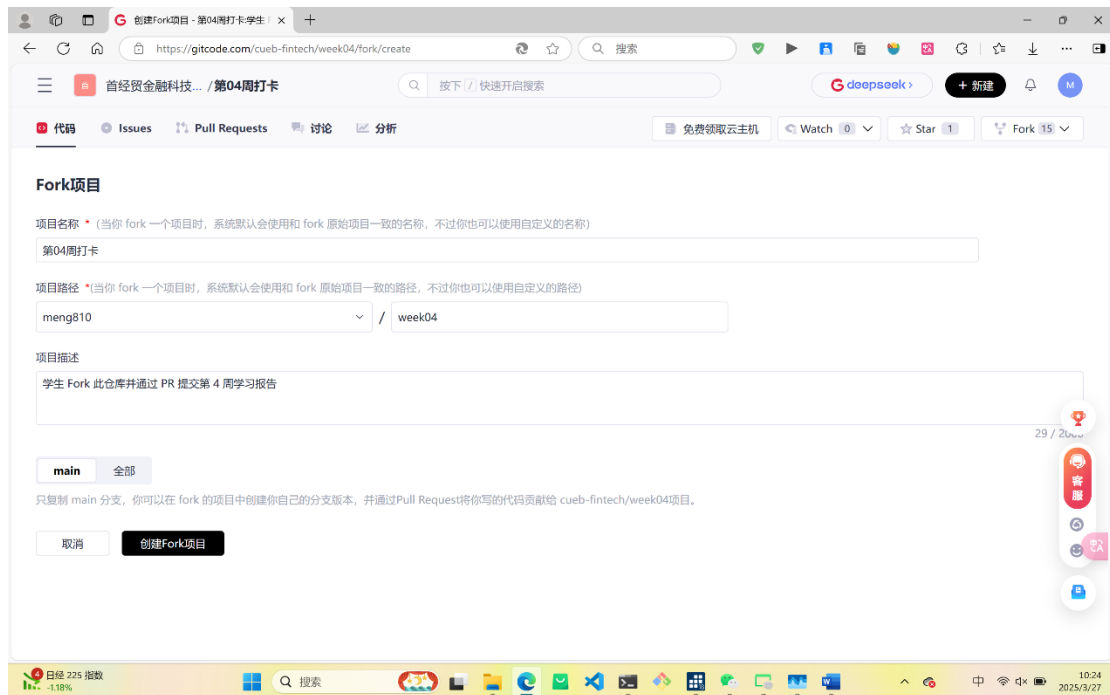 创建Fork项目 - 第04周打卡:学生 F
https://gitcode.com/cueb-fintech/week04/fork/create
搜索
首经贸金融科技... /第04周打卡
按下 / 快速开启搜索
deepseek
+ 新建
M
代码 Issues Pull Requests 讨论 分析
免费领取云主机 Watch 0 Star 1 Fork 15
Fork项目
项目名称 * (当你 fork 一个项目时，系统默认会使用和 fork 原始项目一致的名称，不过你也可以使用自定义的名称)
第04周打卡
项目路径 *(当你 fork 一个项目时，系统默认会使用和 fork 原始项目一致的路径，不过你也可以使用自定义的路径)
meng810 / week04
项目描述
学生 Fork 此仓库并通过 PR 提交第 4 周学习报告
29 /
main 全部
只复制 main 分支，你可以在 fork 的项目中创建你自己的分支版本，并通过Pull Request将你写的代码贡献给 cueb-fintech/week04项目。
客服
取消 创建Fork项目
4
日经 225 指数
-1.18%
搜索
中
10:24
2025/3/27